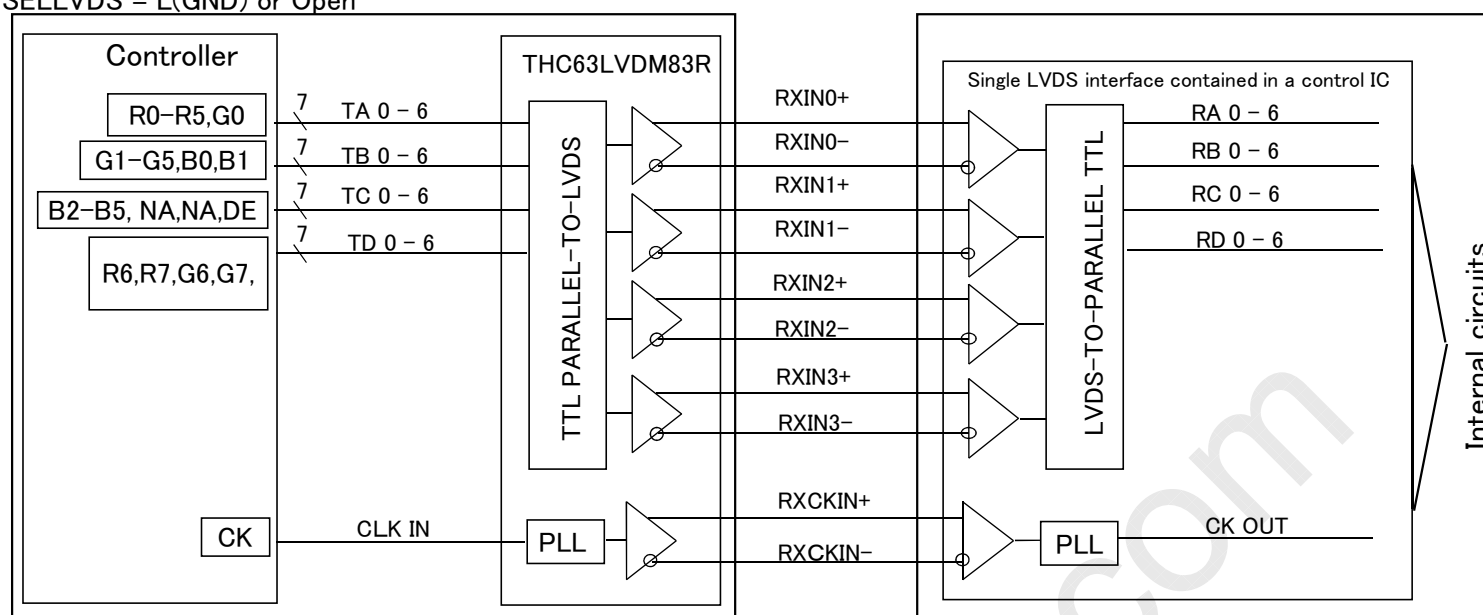 SELLVDS = L(GND) or Open
Controller
R0-R5,G0
G1-G5,B0,B1
B2-B5, NA,NA,DE
R6,R7,G6,G7,
CK
7
TA 0 - 6
7
TB 0 - 6
7
TC 0 - 6
7
TD 0 - 6
CLK IN
THC63LVDM83R
TTL PARALLEL-TO-LVDS
PLL
RXIN0+
RXIN0-
RXIN1+
RXIN1-
RXIN2+
RXIN2-
RXIN3+
RXIN3-
RXCKIN+
RXCKIN-
Single LVDS interface contained in a control IC
LVDS-TO-PARALLEL TTL
PLL
RA 0 - 6
RB 0 - 6
RC 0 - 6
RD 0 - 6
CK OUT
Internal circuits
com